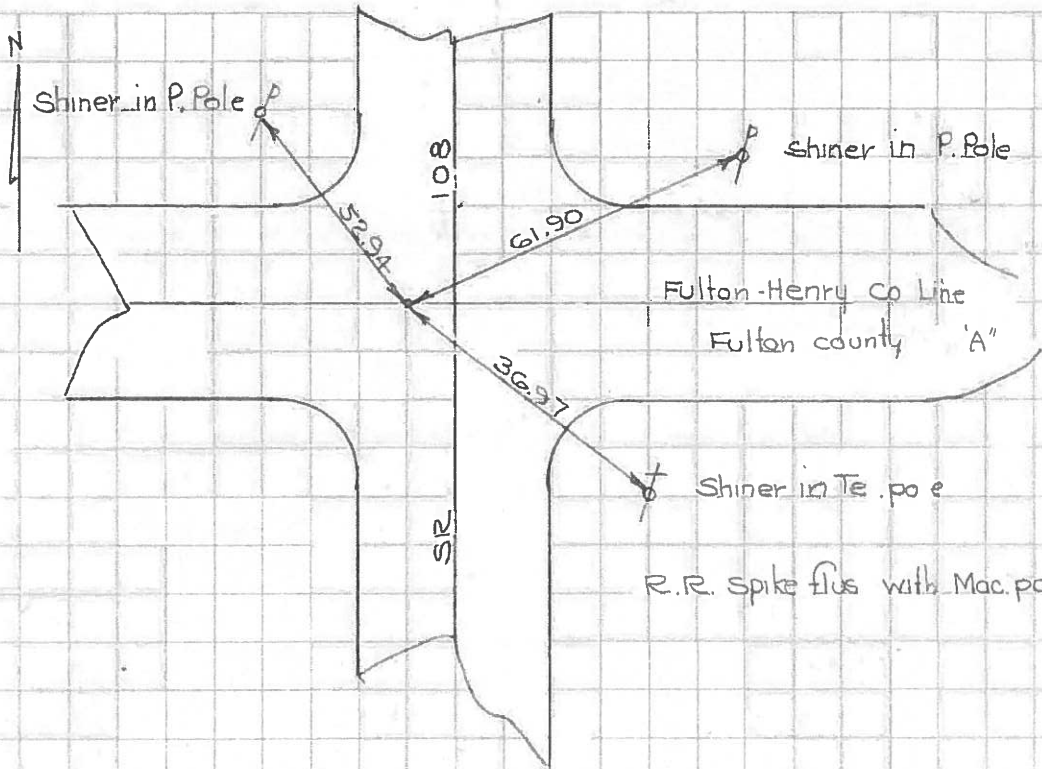 N
Shiner in P. Pole
P
P
Shiner in P. Pole
108
52.94
61.90
Fulton-Henry Co Line
Fulton county 'A"
36.97
Shiner in Te .po e
SR
R.R. Spike flus with Mac. po